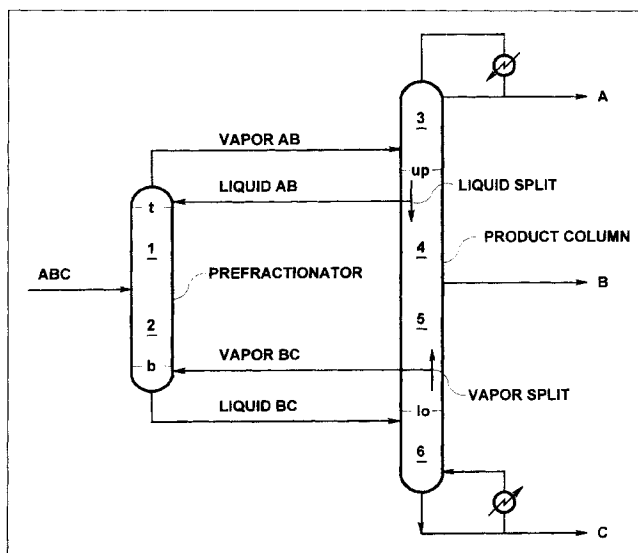 3
A
VAPOR AB
up
LIQUID AB
LIQUID SPLIT
t
1
4
PRODUCT COLUMN
ABC
PREFRACTIONATOR
B
2
5
b
VAPOR BC
VAPOR SPLIT
LIQUID BC
lo
6
C